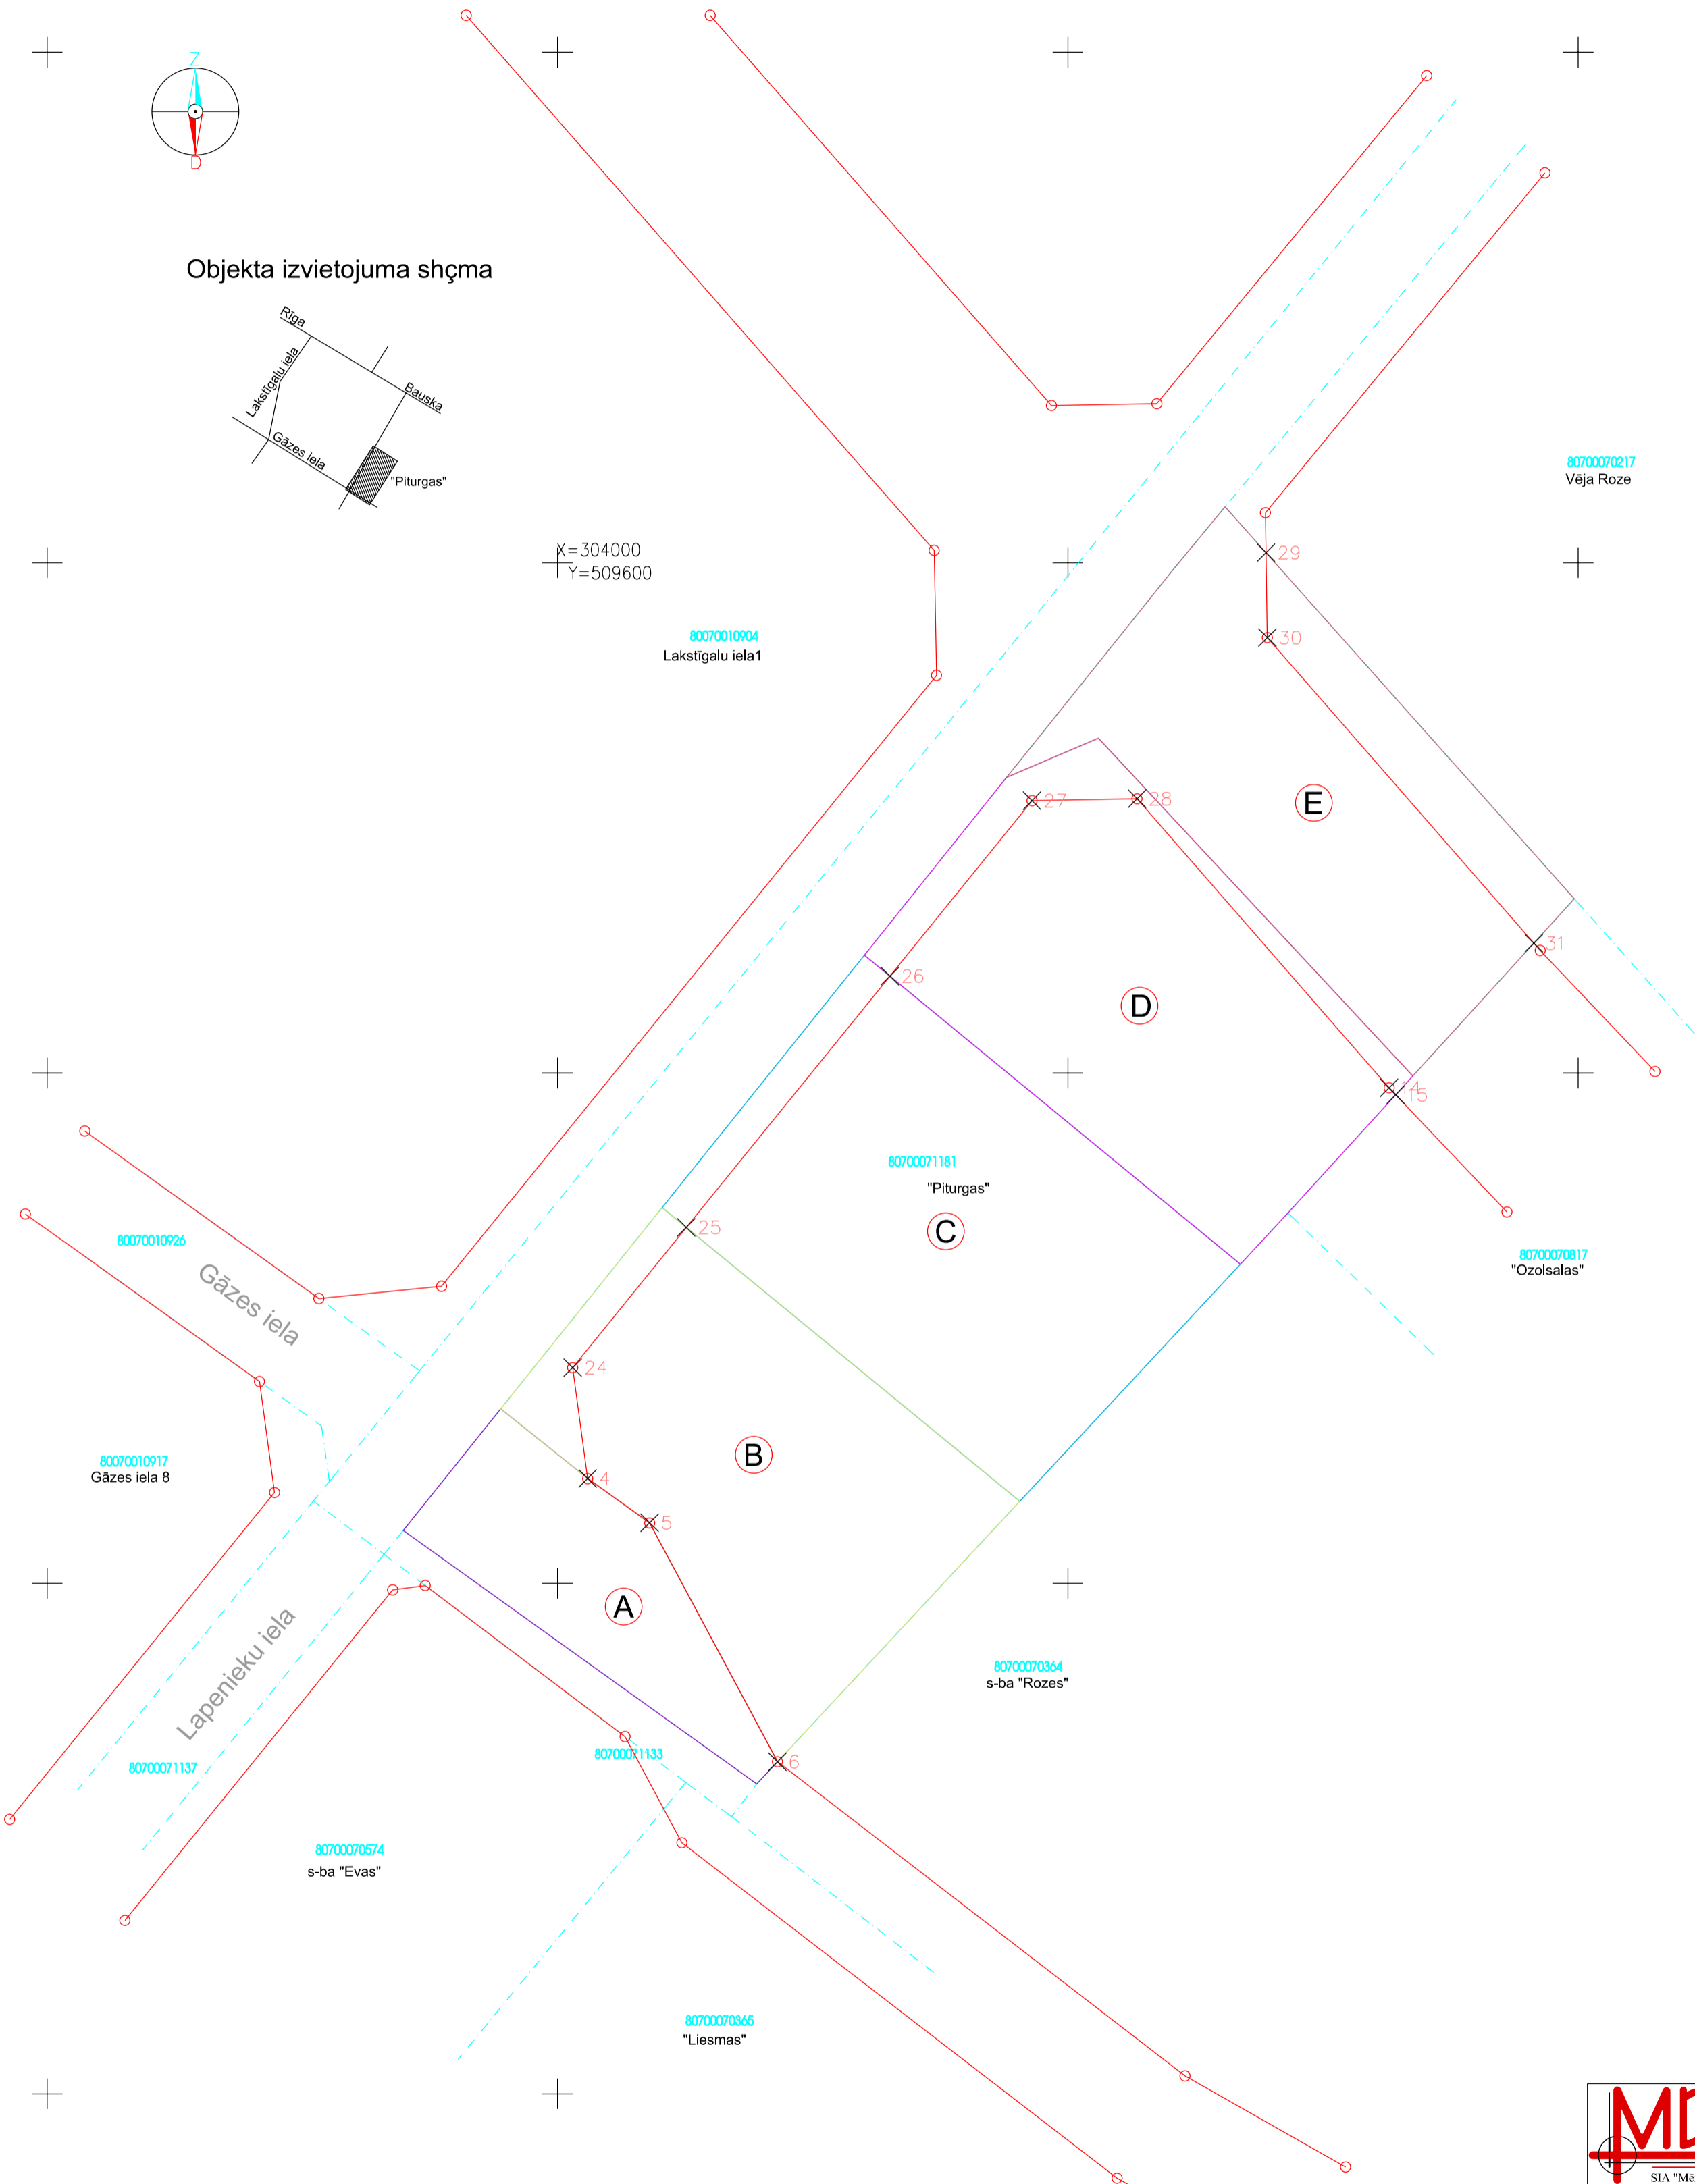 Z
D
Objekta izvietojuma shçma
Rīga
Lakstīgalu iela
Bauska
Gāzes iela
"Piturgas"
80700070217
Vēja Roze
29
X=304000
Y=509600
30
80070010904
Lakstīgalu iela1
27
28
E
31
26
D
14
15
80700071181
"Piturgas"
25
C
80070010926
80700070817
"Ozolsalas"
Gāzes iela
24
B
80070010917
Gāzes iela 8
4
5
A
Lapenieku iela
80700070364
s-ba "Rozes"
80700071133
6
80700071137
80700070574
s-ba "Evas"
80700070365
"Liesmas"
SIA "Mē